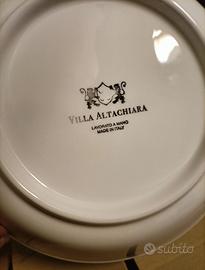 VILLA ALTACHIARA
LAVORATO A MANO
MADE IN ITALY
subito